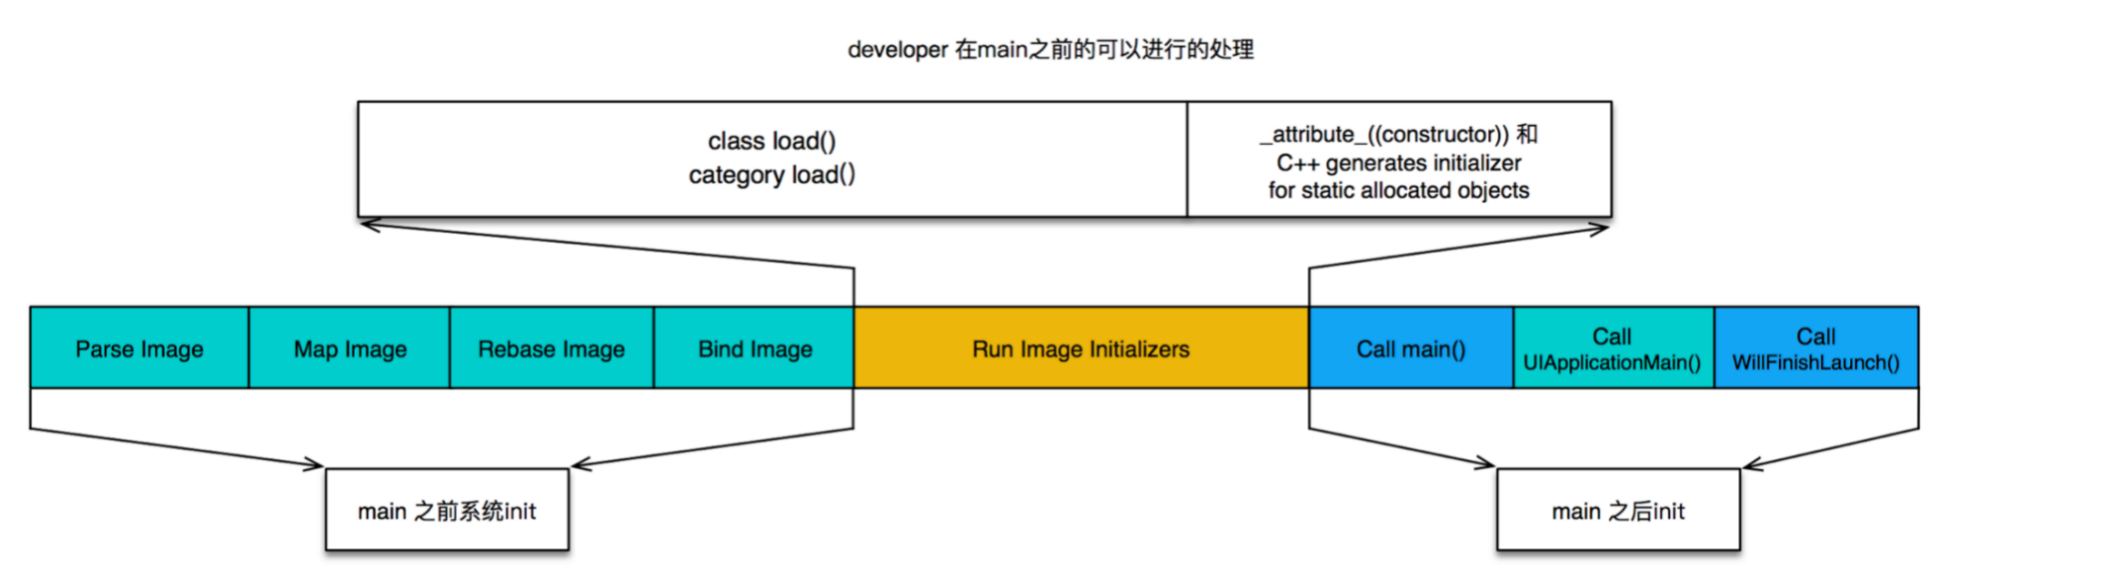 developer 在main之前的可以进行的处理
class load()
category load()
_attribute_((constructor)) 和
C++ generates initializer
for static allocated objects
Parse Image
Map Image
Rebase Image
Bind Image
Run Image Initializers
Call main()
Call
UIApplicationMain()
Call
WillFinishLaunch()
main 之前系统init
main 之后init